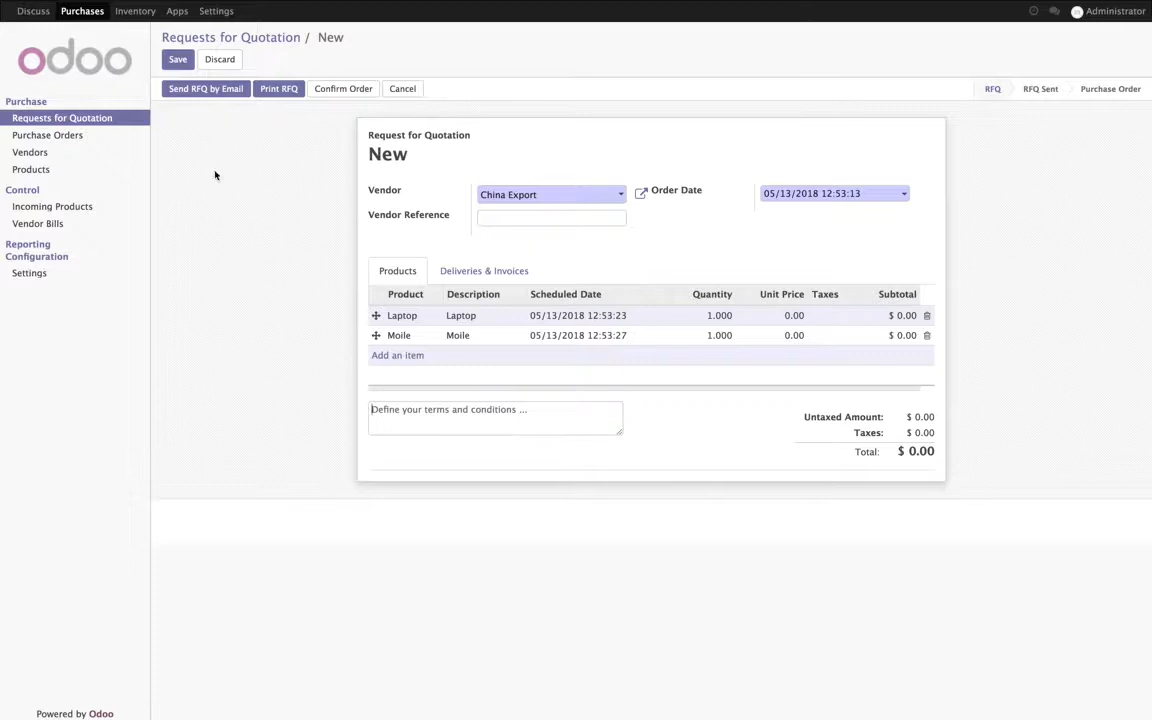 Discuss Purchases Inventory Apps Settings Administrator
odoo
Requests for Quotation / New
Save Discard
Send RFQ by Email Print RFQ Confirm Order Cancel RFQ RFQ Sent Purchase Order
Purchase
Requests for Quotation
Purchase Orders
Vendors
Products
Control
Incoming Products
Vendor Bills
Reporting
Configuration
Settings
Request for Quotation
New
Vendor China Export Order Date 05/13/2018 12:53:13
Vendor Reference
Products Deliveries & Invoices
Product Description Scheduled Date Quantity Unit Price Taxes Subtotal
Laptop Laptop 05/13/2018 12:53:23 1.000 0.00 $ 0.00
Moile Moile 05/13/2018 12:53:27 1.000 0.00 $ 0.00
Add an item
Define your terms and conditions ...
Untaxed Amount: $ 0.00
Taxes: $ 0.00
Total: $ 0.00
Powered by Odoo